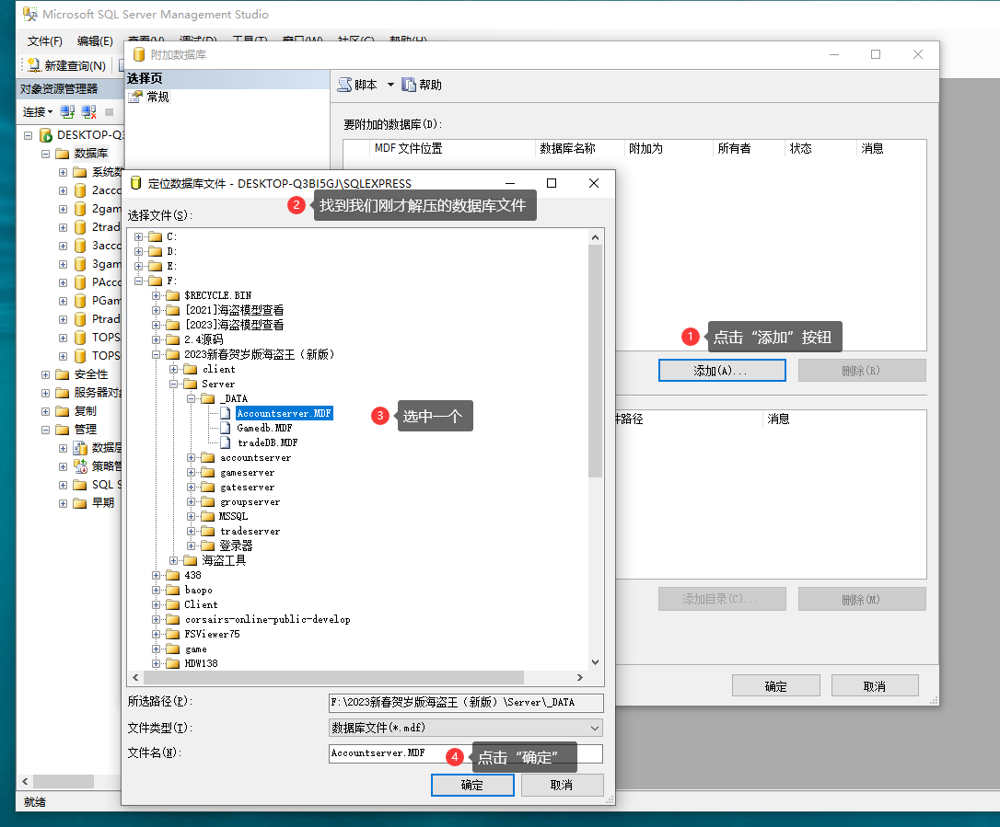 Microsoft SQL Server Management Studio
文件(F) 编辑(E)
新建查询(N)
对象资源管理器
连接
DESKTOP-Q3
数据库
系统数
2acco
2gam
2trad
3acco
3gam
PAcco
PGam
Ptrad
TOPS
TOPS
安全性
服务器对
复制
管理
数据层
策略管
SQL S
早期
就绪
附加数据库
选择页
常规
脚本 帮助
要附加的数据库(D):
MDF 文件位置 数据库名称 附加为 所有者 状态 消息
1 点击“添加”按钮
添加(A)... 删除(R)
件路径 消息
添加目录(C)... 删除(M)
确定 取消
定位数据库文件 - DESKTOP-Q3BI5GJ\SQLEXPRESS
2 找到我们刚才解压的数据库文件
选择文件(S):
C:
D:
E:
F:
$RECYCLE.BIN
[2021]海盗模型查看
[2023]海盗模型查看
2.4源码
2023新春贺岁版海盗王（新版）
client
Server
_DATA
Accountserver.MDF
3 选中一个
Gamedb.MDF
tradeDB.MDF
accountserver
gameserver
gateserver
groupserver
MSSQL
tradeserver
登录器
海盗工具
438
baopo
Client
corsairs-online-public-develop
FSViewer75
game
HDW138
所选路径(P): F:\2023新春贺岁版海盗王（新版）\Server\_DATA
文件类型(T): 数据库文件(*.mdf)
文件名(N): Accountserver.MDF
4 点击“确定”
确定 取消